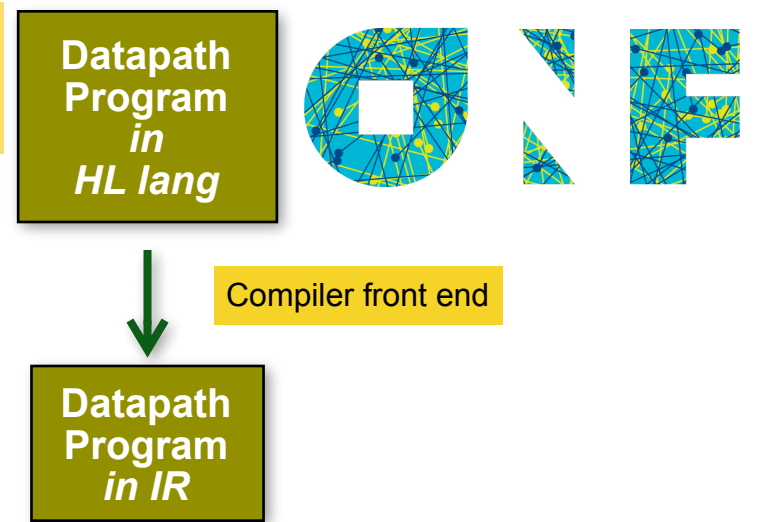 Datapath
Program
in
HL lang
ONF
Compiler front end
Datapath
Program
in IR